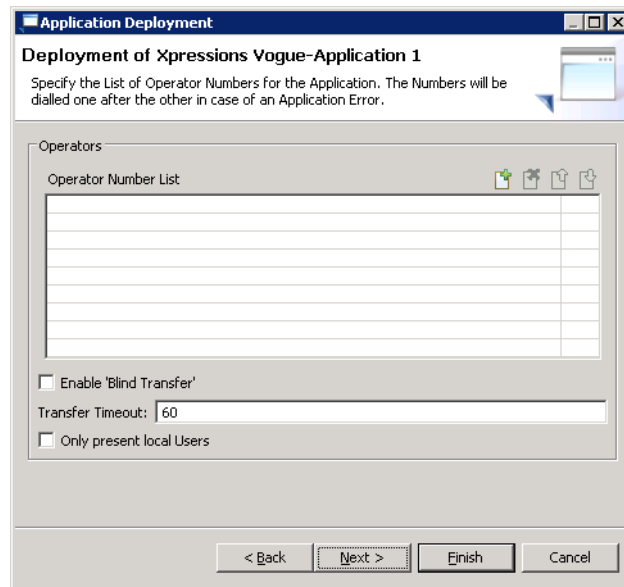 Application Deployment
Deployment of Xpressions Vogue-Application 1
Specify the List of Operator Numbers for the Application. The Numbers will be
dialled one after the other in case of an Application Error.
Operators
Operator Number List
Enable 'Blind Transfer'
Transfer Timeout: 60
Only present local Users
< Back Next > Finish Cancel